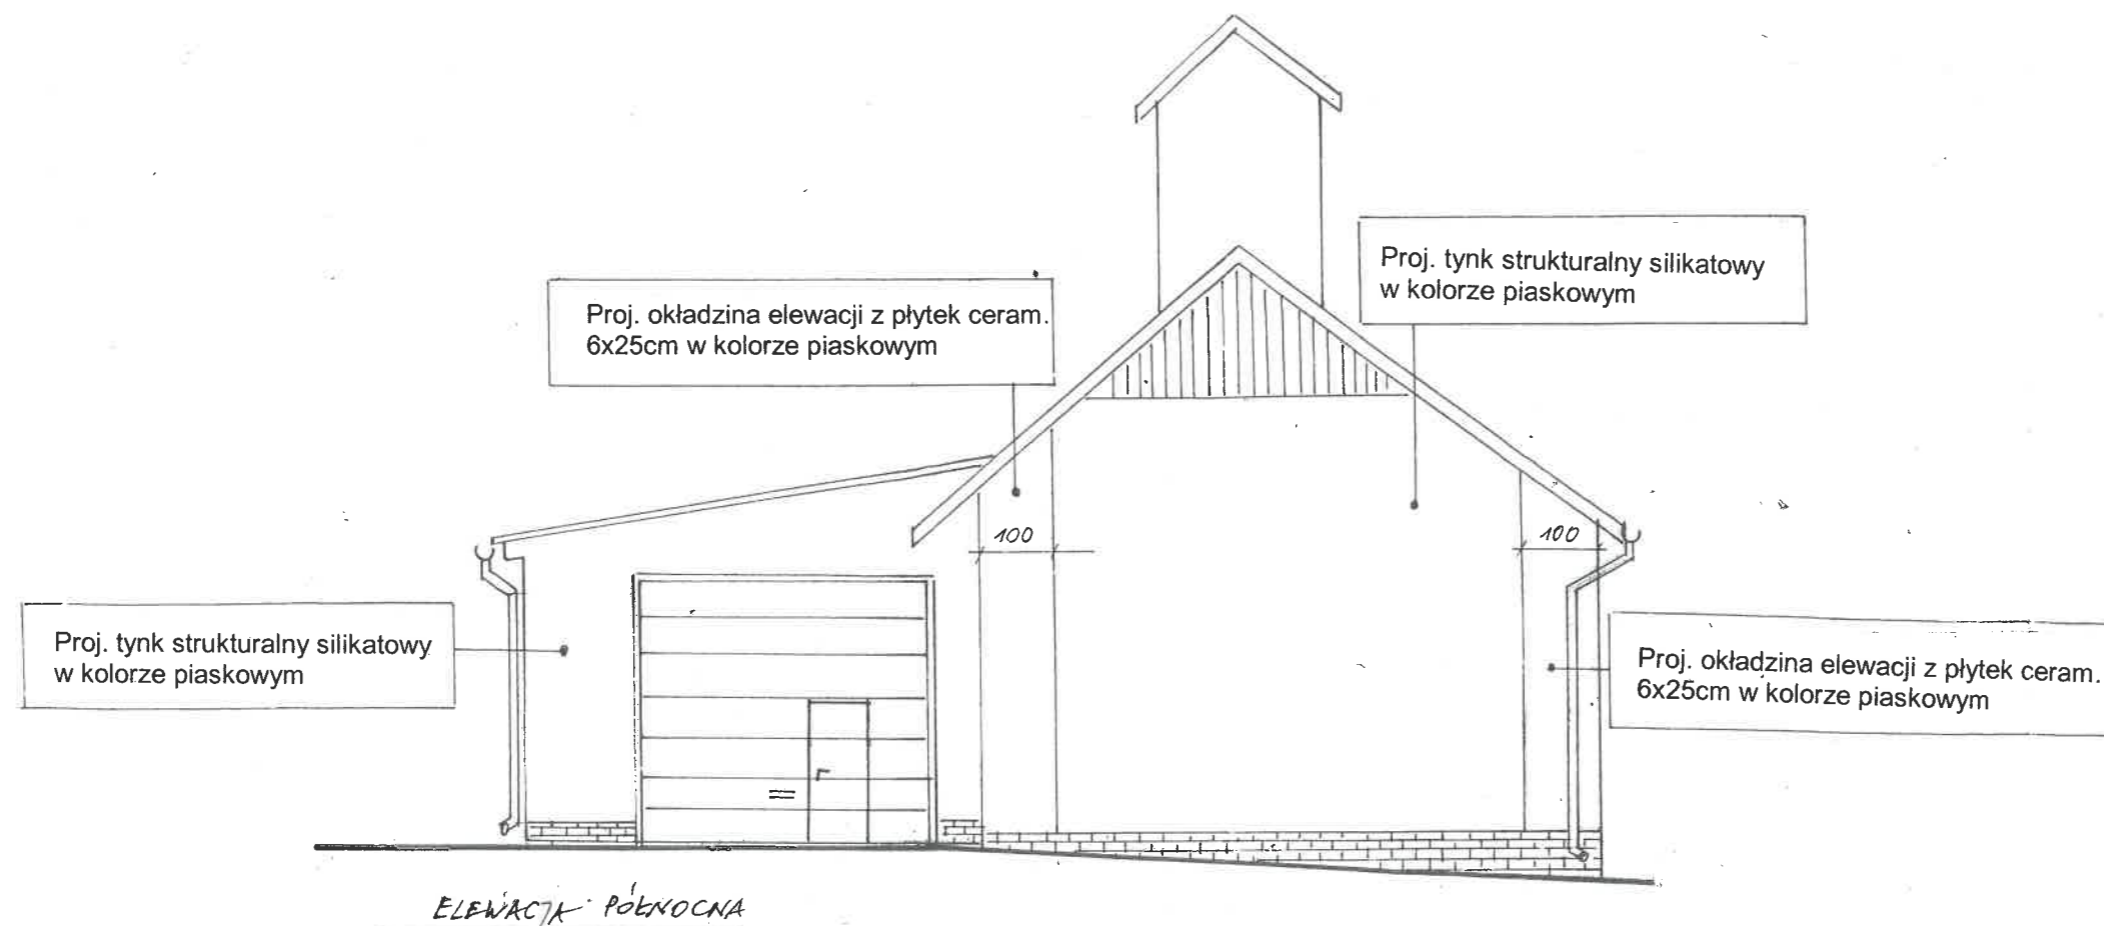 Proj. tynk strukturalny silikatowy
w kolorze piaskowym
Proj. okładzina elewacji z płytek ceram.
6x25cm w kolorze piaskowym
100
100
Proj. tynk strukturalny silikatowy
w kolorze piaskowym
Proj. okładzina elewacji z płytek ceram.
6x25cm w kolorze piaskowym
ELEWACJA PÓŁNOCNA